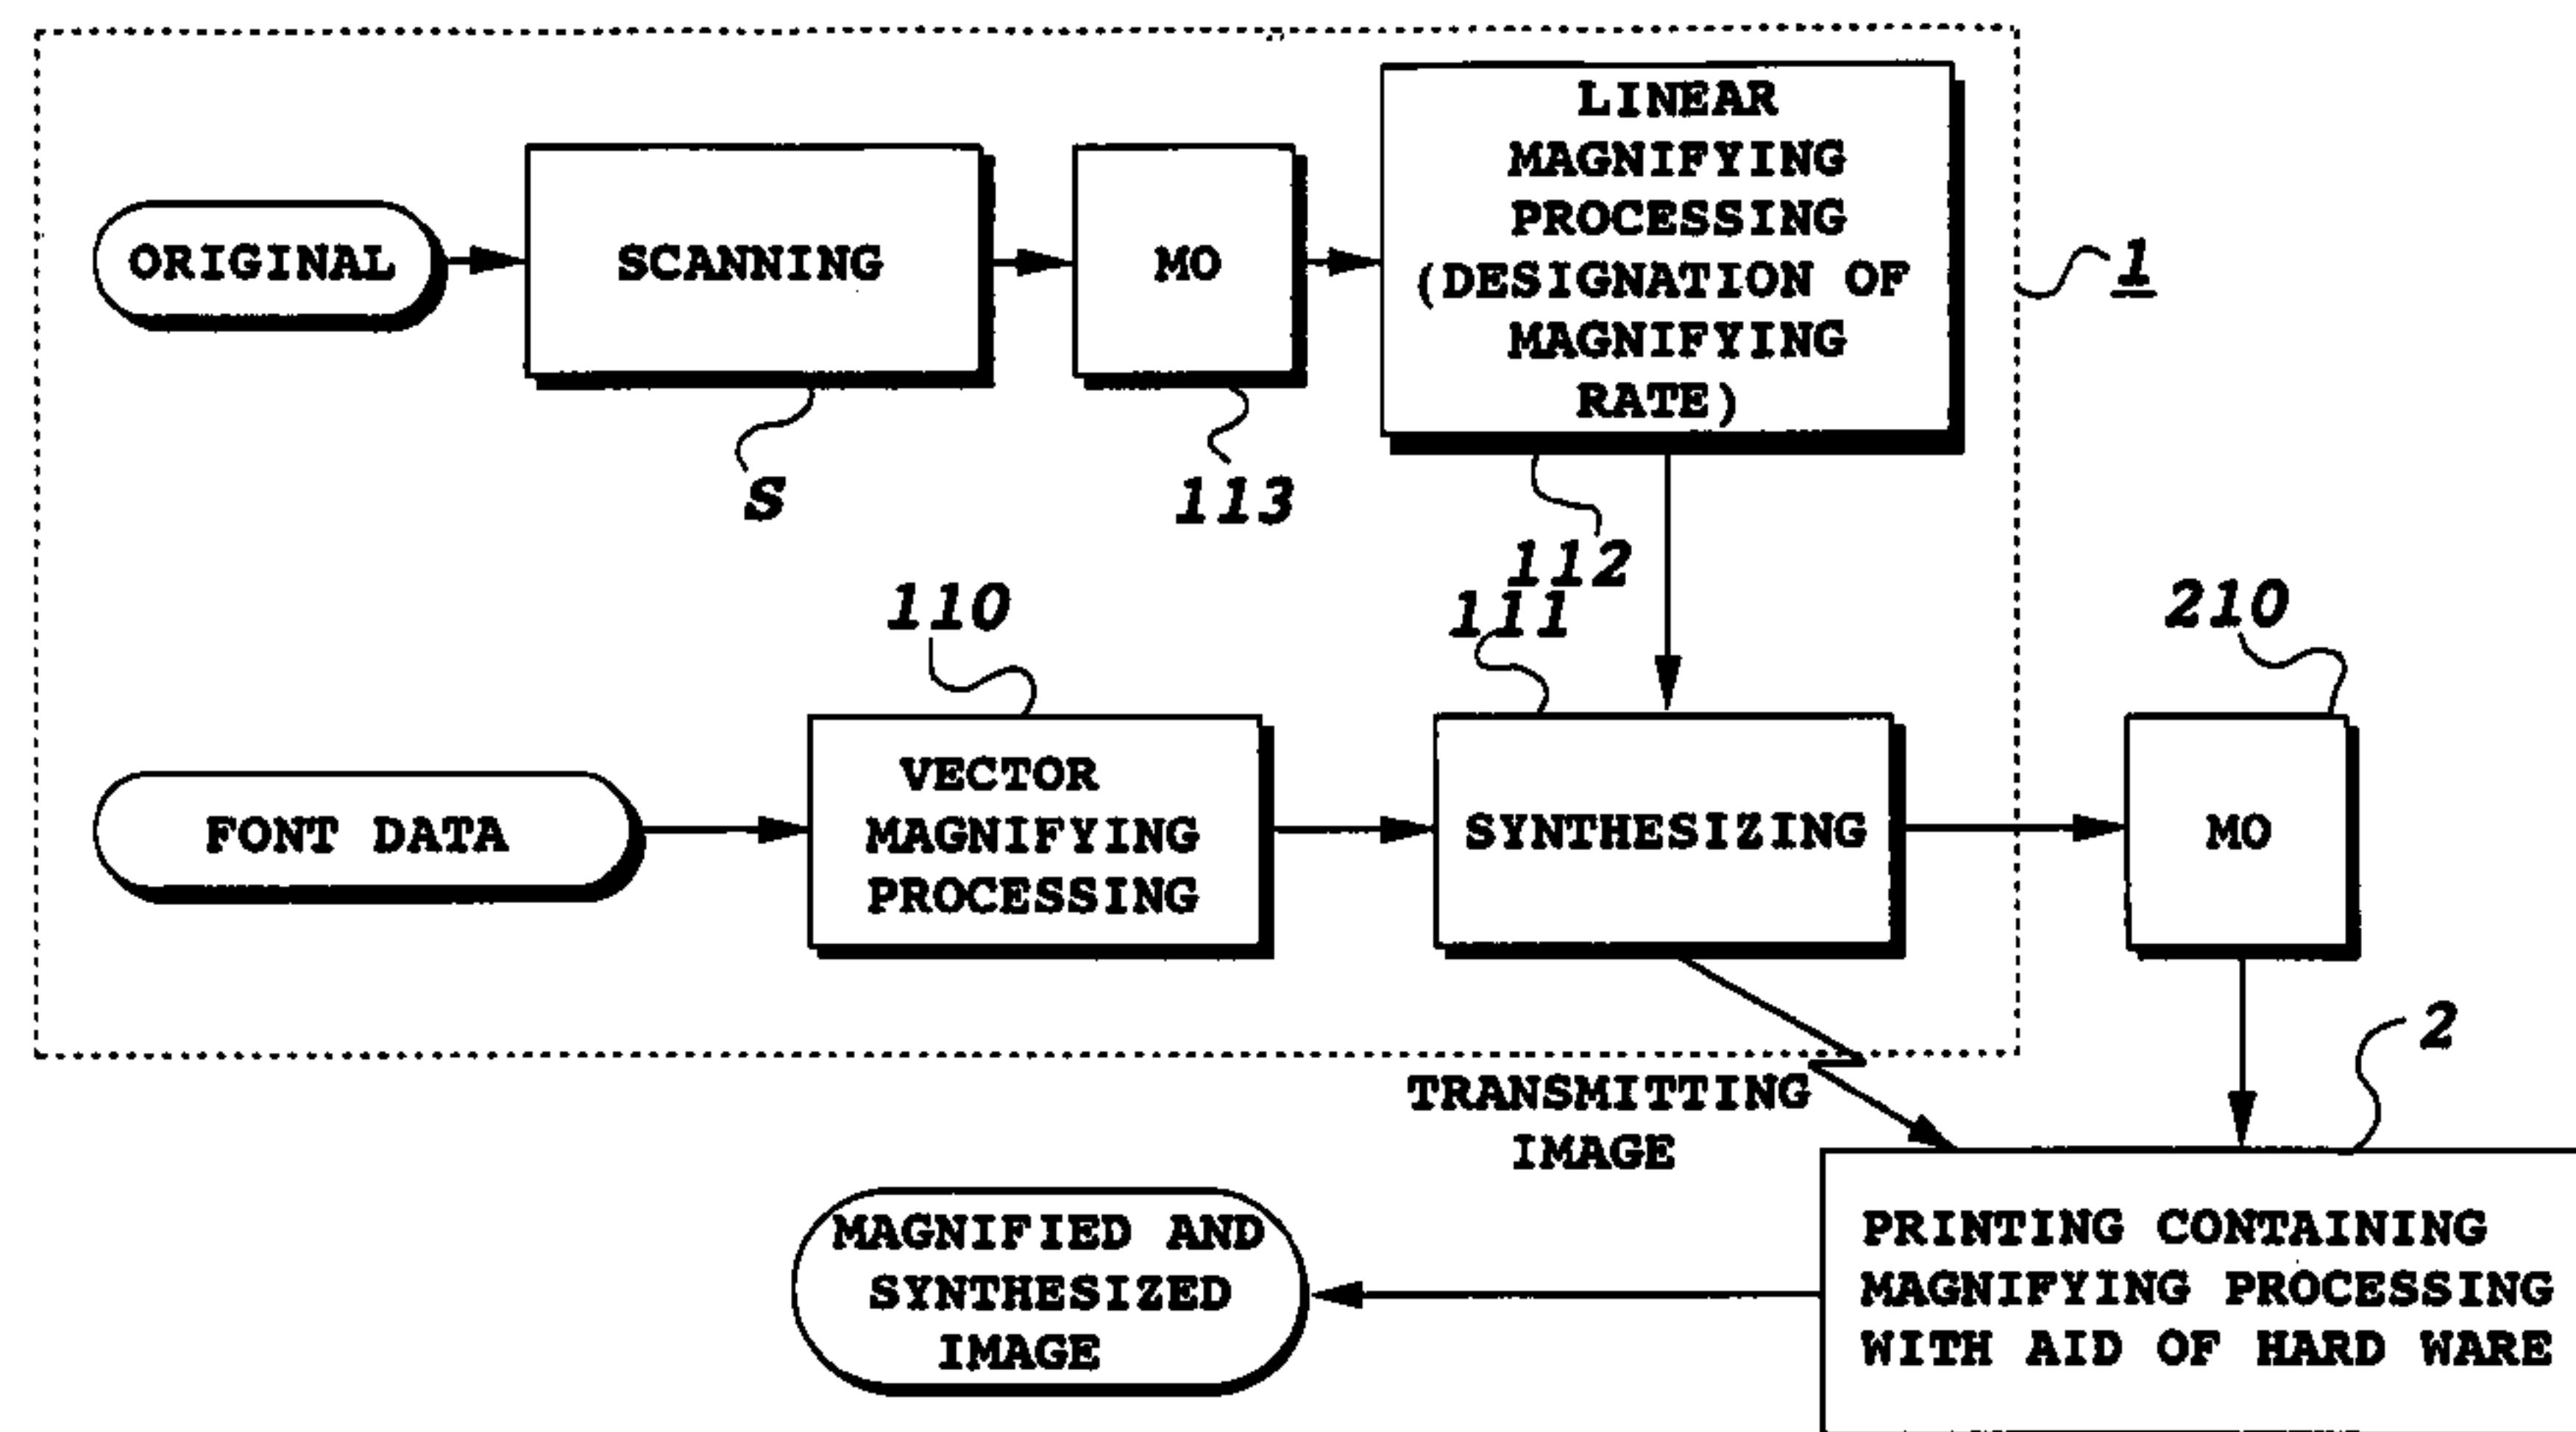 ORIGINAL
SCANNING
MO
LINEAR
MAGNIFYING
PROCESSING
(DESIGNATION OF
MAGNIFYING
RATE)
1
S
113
112
110
111
210
FONT DATA
VECTOR
MAGNIFYING
PROCESSING
SYNTHESIZING
MO
2
TRANSMITTING
IMAGE
MAGNIFIED AND
SYNTHESIZED
IMAGE
PRINTING CONTAINING
MAGNIFYING PROCESSING
WITH AID OF HARD WARE